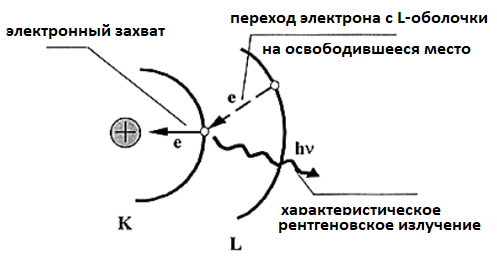 электронный захват
переход электрона с L-оболочки
на освободившееся место
e
e
hν
характеристическое
рентгеновское излучение
K
L